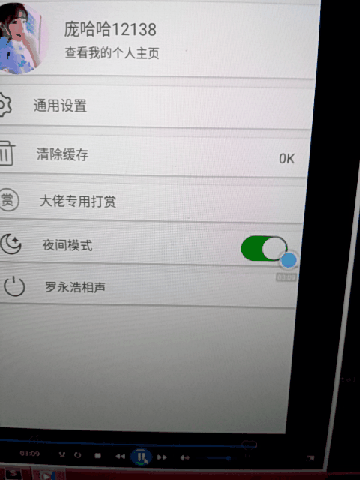 庞哈哈12138
查看我的个人主页
通用设置
清除缓存
0K
赏
大佬专用打赏
夜间模式
罗永浩相声